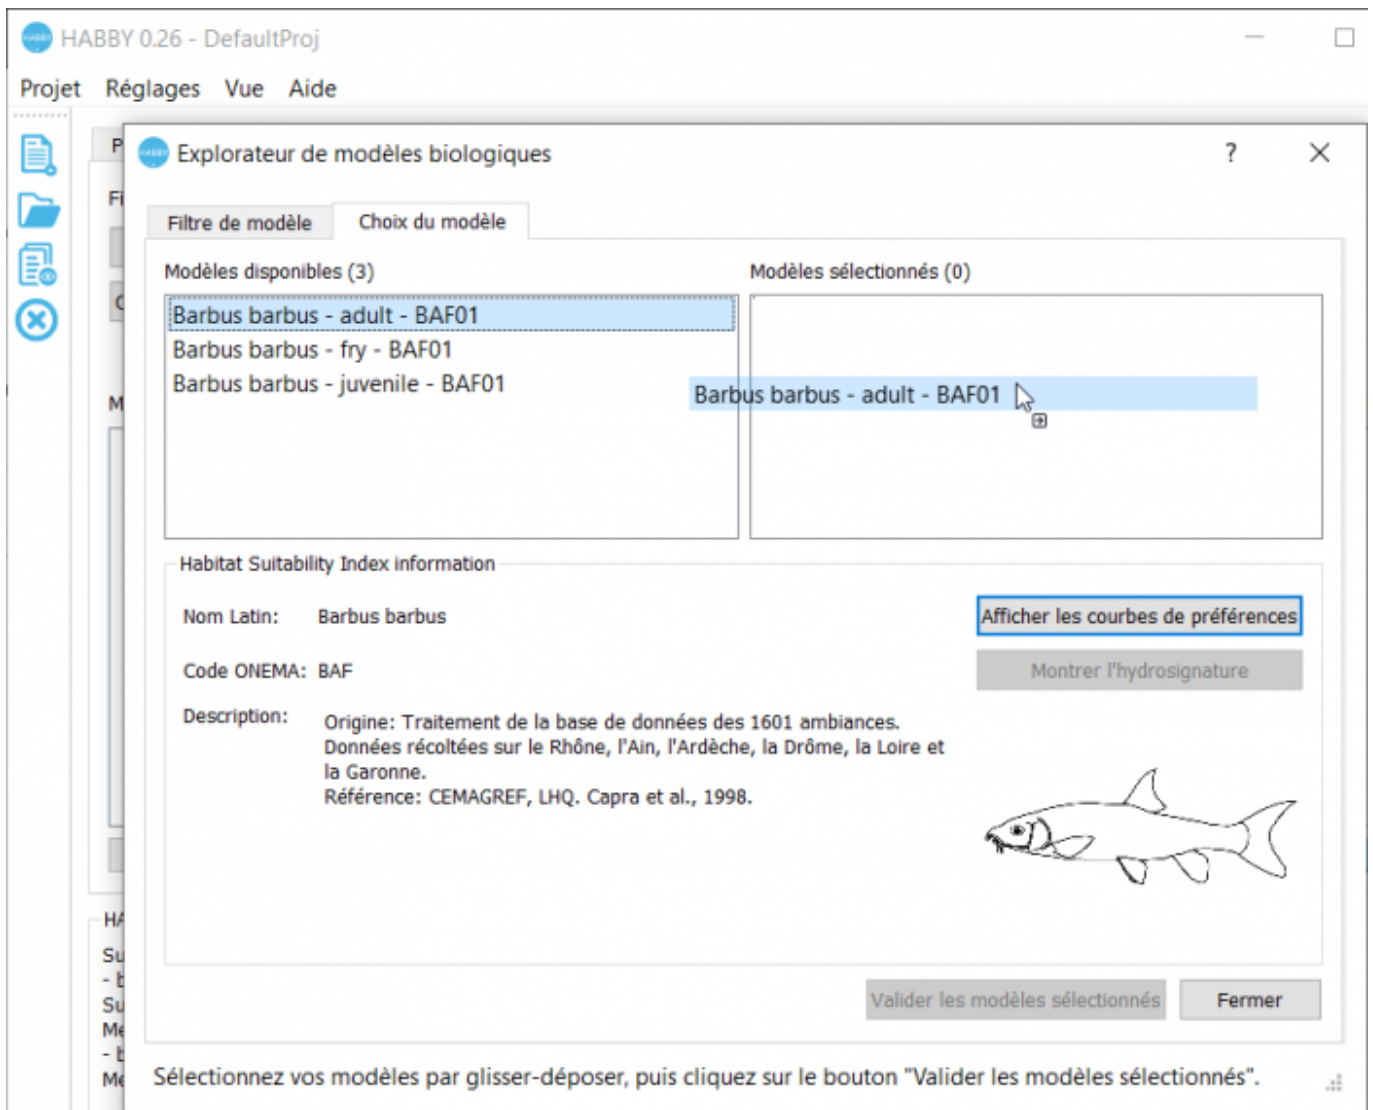 HABBY 0.26 - DefaultProj
Projet Réglages Vue Aide
Explorateur de modèles biologiques
?
Filtre de modèle
Choix du modèle
Modèles disponibles (3)
Modèles sélectionnés (0)
Barbus barbus - adult - BAF01
Barbus barbus - fry - BAF01
Barbus barbus - juvenile - BAF01
Barbus barbus - adult - BAF01
Habitat Suitability Index information
Nom Latin: Barbus barbus
Afficher les courbes de préférences
Code ONEMA: BAF
Montrer l'hydrosignature
Description:
Origine: Traitement de la base de données des 1601 ambiances.
Données récoltées sur le Rhône, l'Ain, l'Ardèche, la Drôme, la Loire et
la Garonne.
Référence: CEMAGREF, LHQ. Capra et al., 1998.
Valider les modèles sélectionnés
Fermer
Sélectionnez vos modèles par glisser-déposer, puis cliquez sur le bouton "Valider les modèles sélectionnés".